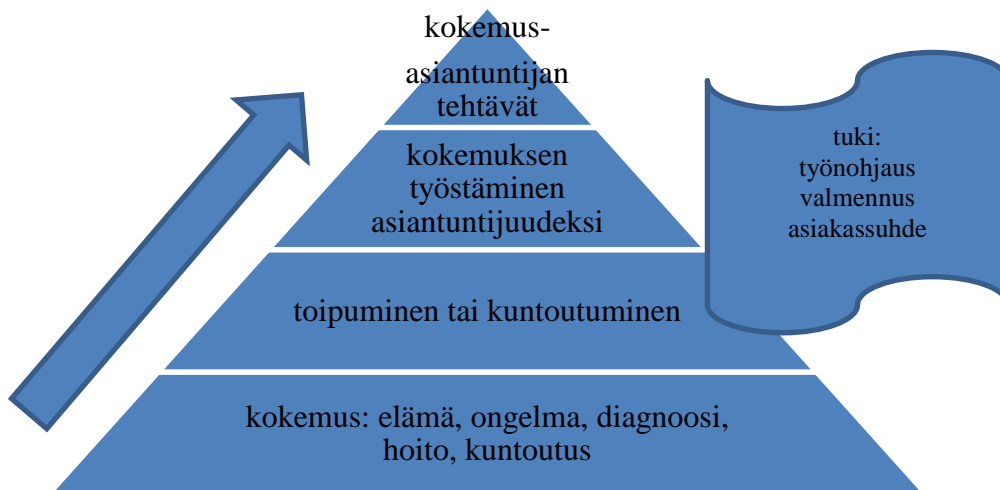 kokemus-
asiantuntijan
tehtävät
kokemuksen
työstäminen
asiantuntijuudeksi
toipuminen tai kuntoutuminen
kokemus: elämä, ongelma, diagnoosi,
hoito, kuntoutus
tuki:
työnohjaus
valmennus
asiakassuhde